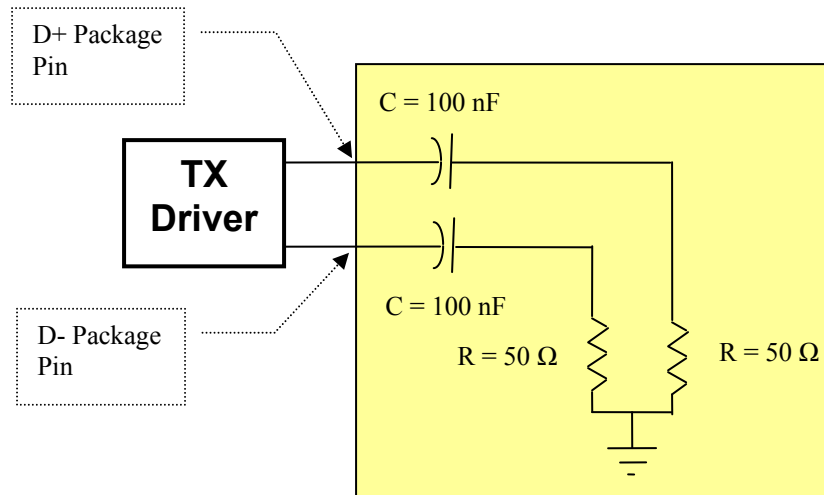 D+ Package
Pin
C = 100 nF
TX
Driver
C = 100 nF
D- Package
Pin
R = 50 Ω
R = 50 Ω